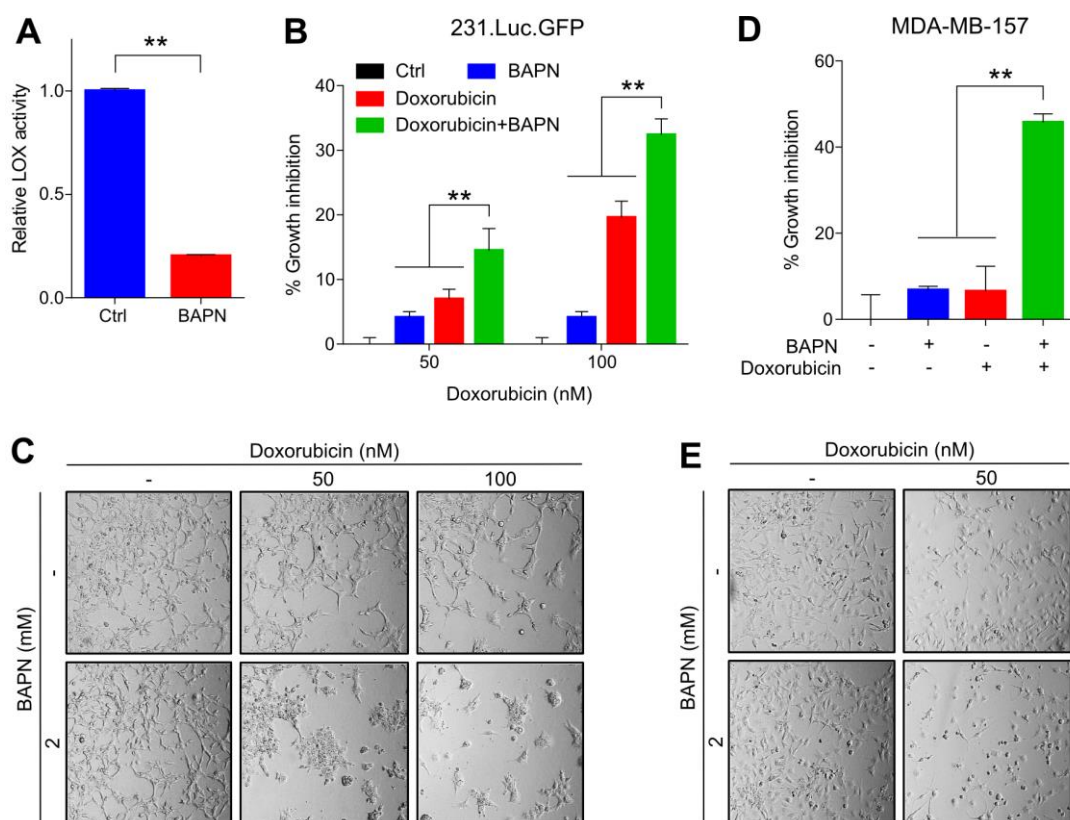 A
**
Relative LOX activity
1.0
0.5
0.0
Ctrl BAPN
B
231.Luc.GFP
Ctrl BAPN
Doxorubicin
Doxorubicin+BAPN
**
**
% Growth inhibition
40
30
20
10
0
50 100
Doxorubicin (nM)
D
MDA-MB-157
**
% Growth inhibition
60
40
20
0
BAPN - + - +
Doxorubicin - - + +
C
Doxorubicin (nM)
- 50 100
BAPN (mM)
-
2
E
Doxorubicin (nM)
- 50
BAPN (mM)
-
2